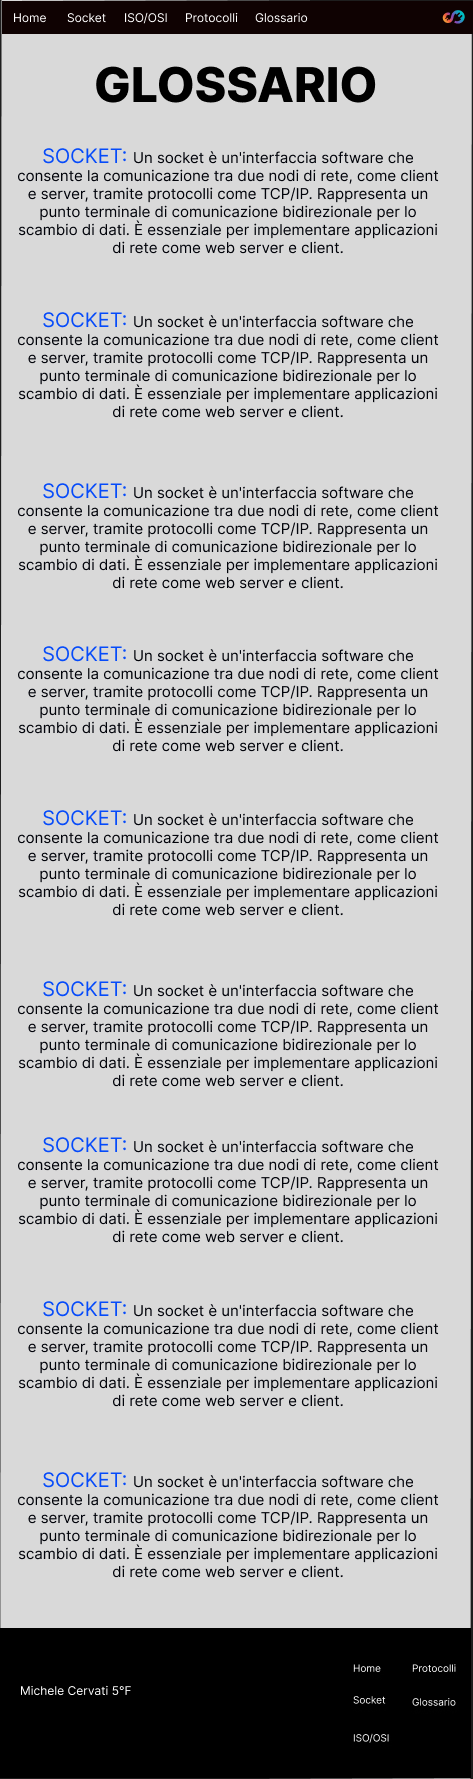 Home Socket ISO/OSI Protocolli Glossario
GLOSSARIO
SOCKET: Un socket è un'interfaccia software che
consente la comunicazione tra due nodi di rete, come client
e server, tramite protocolli come TCP/IP. Rappresenta un
punto terminale di comunicazione bidirezionale per lo
scambio di dati. È essenziale per implementare applicazioni
di rete come web server e client.
SOCKET: Un socket è un'interfaccia software che
consente la comunicazione tra due nodi di rete, come client
e server, tramite protocolli come TCP/IP. Rappresenta un
punto terminale di comunicazione bidirezionale per lo
scambio di dati. È essenziale per implementare applicazioni
di rete come web server e client.
SOCKET: Un socket è un'interfaccia software che
consente la comunicazione tra due nodi di rete, come client
e server, tramite protocolli come TCP/IP. Rappresenta un
punto terminale di comunicazione bidirezionale per lo
scambio di dati. È essenziale per implementare applicazioni
di rete come web server e client.
SOCKET: Un socket è un'interfaccia software che
consente la comunicazione tra due nodi di rete, come client
e server, tramite protocolli come TCP/IP. Rappresenta un
punto terminale di comunicazione bidirezionale per lo
scambio di dati. È essenziale per implementare applicazioni
di rete come web server e client.
SOCKET: Un socket è un'interfaccia software che
consente la comunicazione tra due nodi di rete, come client
e server, tramite protocolli come TCP/IP. Rappresenta un
punto terminale di comunicazione bidirezionale per lo
scambio di dati. È essenziale per implementare applicazioni
di rete come web server e client.
SOCKET: Un socket è un'interfaccia software che
consente la comunicazione tra due nodi di rete, come client
e server, tramite protocolli come TCP/IP. Rappresenta un
punto terminale di comunicazione bidirezionale per lo
scambio di dati. È essenziale per implementare applicazioni
di rete come web server e client.
SOCKET: Un socket è un'interfaccia software che
consente la comunicazione tra due nodi di rete, come client
e server, tramite protocolli come TCP/IP. Rappresenta un
punto terminale di comunicazione bidirezionale per lo
scambio di dati. È essenziale per implementare applicazioni
di rete come web server e client.
SOCKET: Un socket è un'interfaccia software che
consente la comunicazione tra due nodi di rete, come client
e server, tramite protocolli come TCP/IP. Rappresenta un
punto terminale di comunicazione bidirezionale per lo
scambio di dati. È essenziale per implementare applicazioni
di rete come web server e client.
SOCKET: Un socket è un'interfaccia software che
consente la comunicazione tra due nodi di rete, come client
e server, tramite protocolli come TCP/IP. Rappresenta un
punto terminale di comunicazione bidirezionale per lo
scambio di dati. È essenziale per implementare applicazioni
di rete come web server e client.
Michele Cervati 5°F
Home Protocolli
Socket Glossario
ISO/OSI